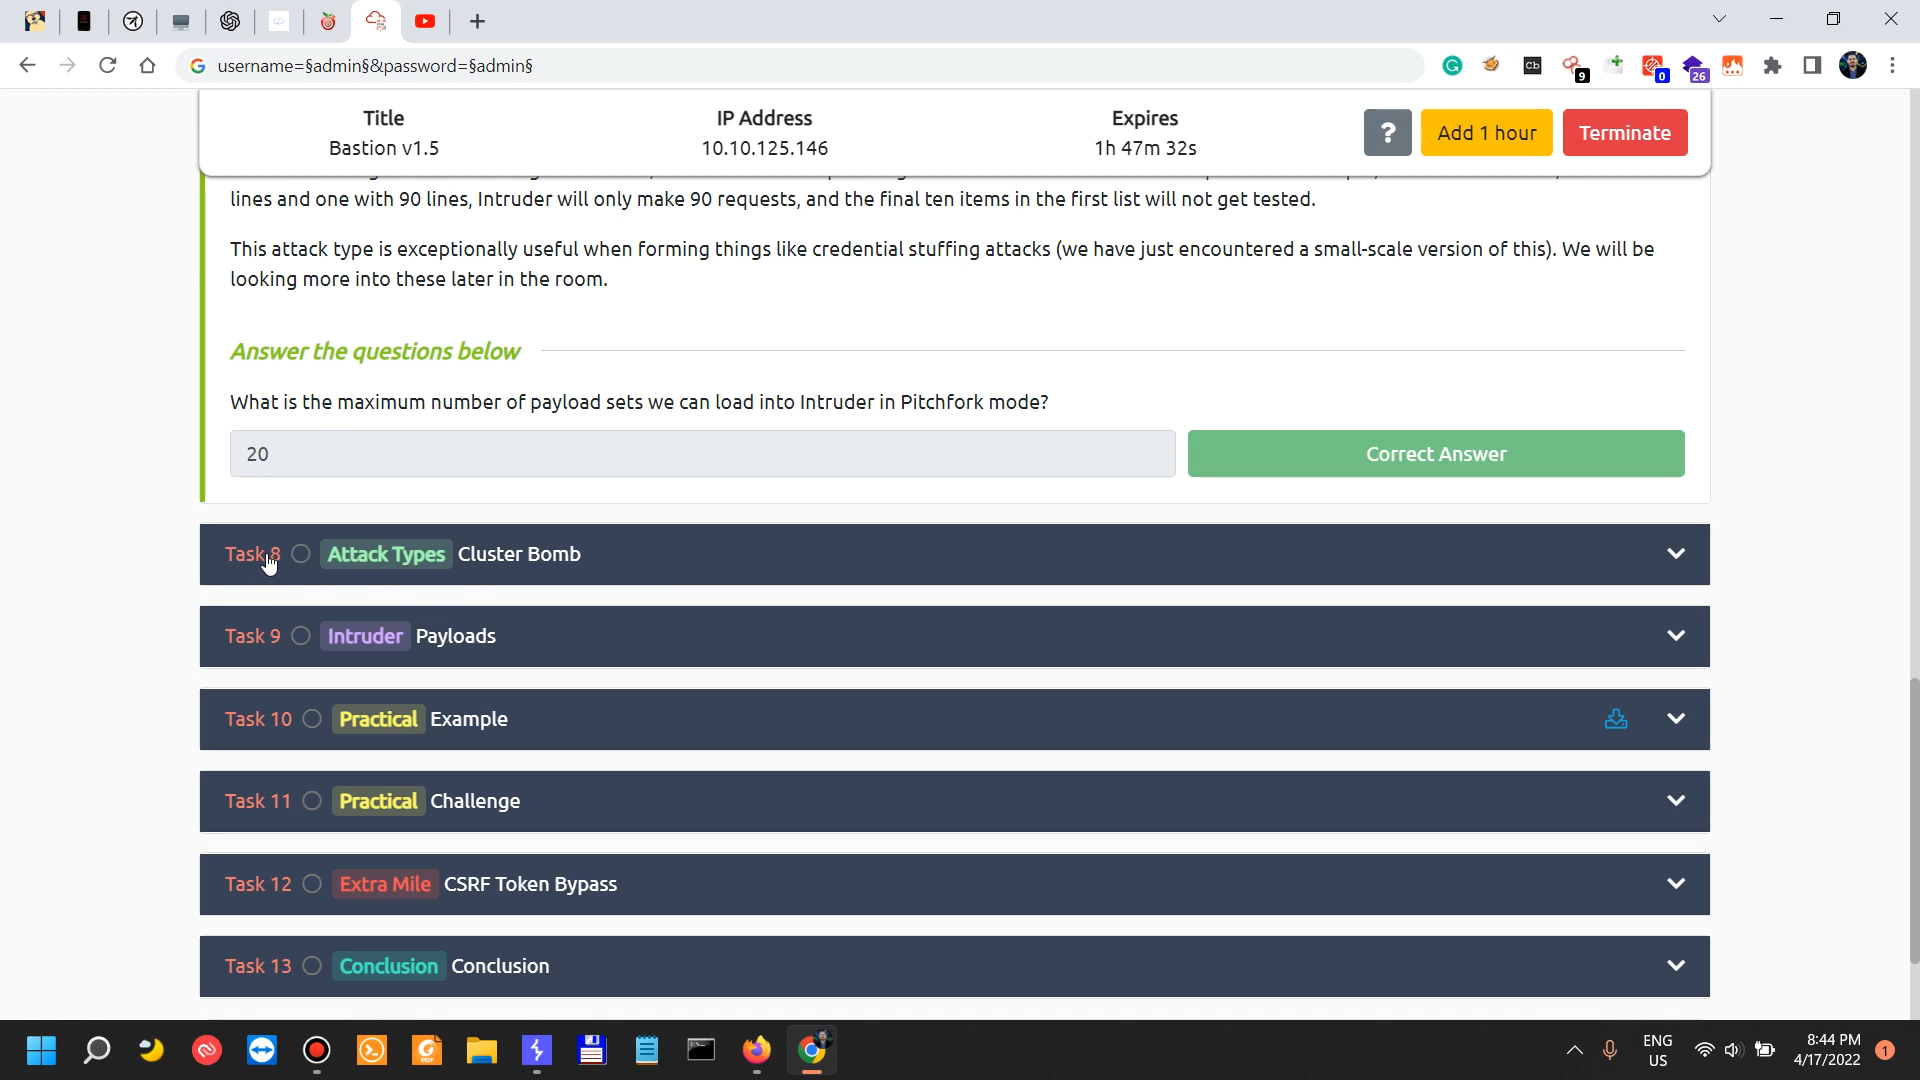 username=§admin§&password=§admin§
9
0
26
Title
Bastion v1.5
IP Address
10.10.125.146
Expires
1h 47m 32s
?
Add 1 hour
Terminate
lines and one with 90 lines, Intruder will only make 90 requests, and the final ten items in the first list will not get tested.
This attack type is exceptionally useful when forming things like credential stuffing attacks (we have just encountered a small-scale version of this). We will be
looking more into these later in the room.
Answer the questions below
What is the maximum number of payload sets we can load into Intruder in Pitchfork mode?
20
Correct Answer
Task 8 Attack Types Cluster Bomb
Task 9 Intruder Payloads
Task 10 Practical Example
Task 11 Practical Challenge
Task 12 Extra Mile CSRF Token Bypass
Task 13 Conclusion Conclusion
ENG
US
8:44 PM
4/17/2022
1